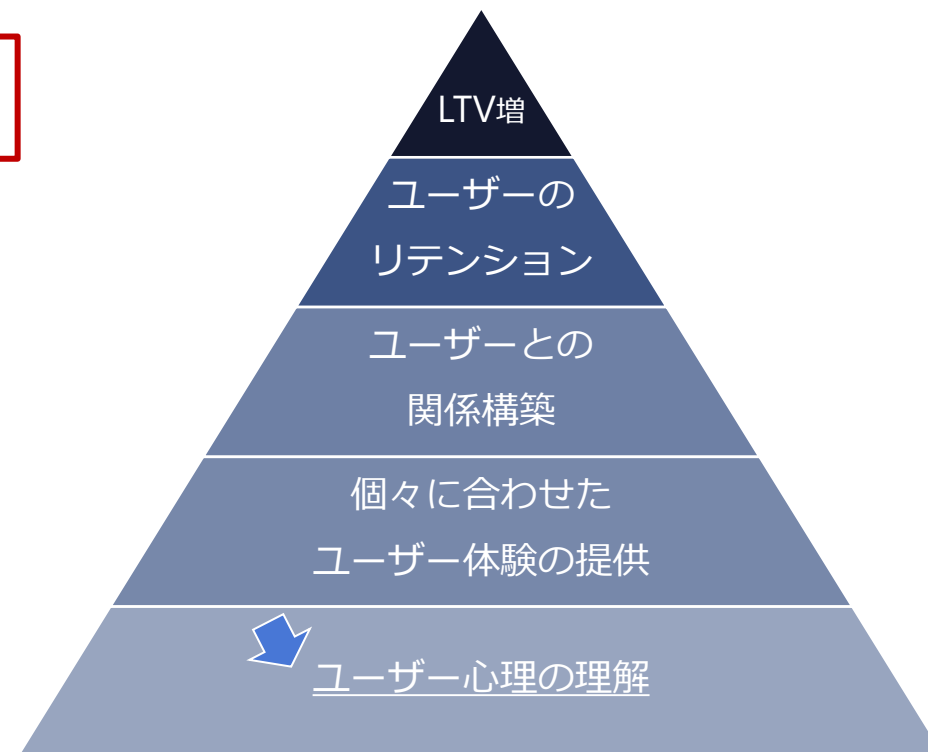 LTV増
ユーザーの
リテンション
ユーザーとの
関係構築
個々に合わせた
ユーザー体験の提供
ユーザー心理の理解